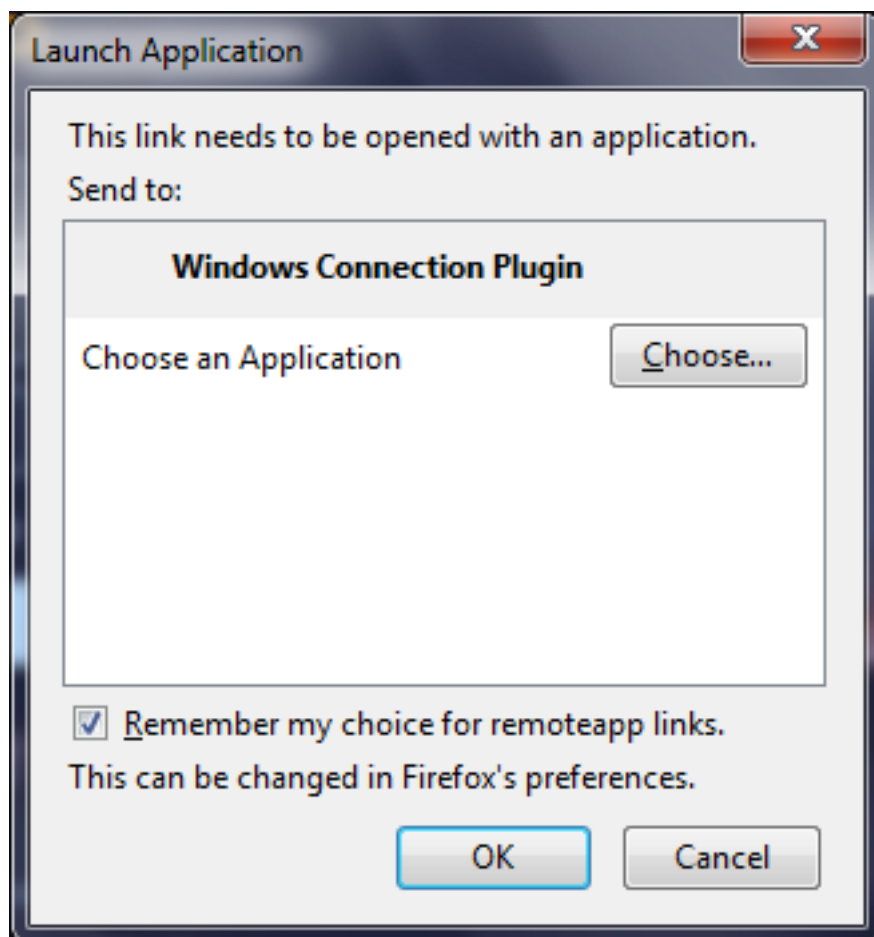 Launch Application
This link needs to be opened with an application.
Send to:
Windows Connection Plugin
Choose an Application
Choose...
Remember my choice for remoteapp links.
This can be changed in Firefox's preferences.
OK
Cancel